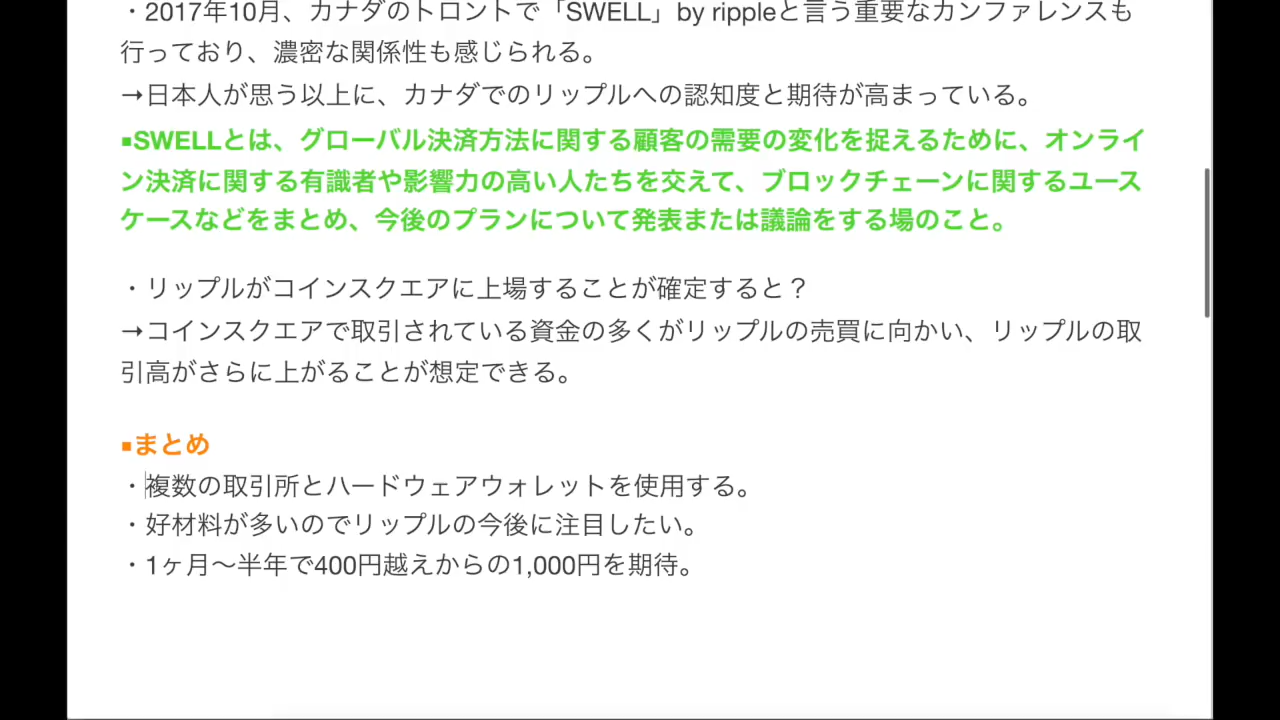 ・2017年10月、カナダのトロントで「SWELL」by rippleと言う重要なカンファレンスも
行っており、濃密な関係性も感じられる。
→日本人が思う以上に、カナダでのリップルへの認知度と期待が高まっている。
▪SWELLとは、グローバル決済方法に関する顧客の需要の変化を捉えるために、オンライ
ン決済に関する有識者や影響力の高い人たちを交えて、ブロックチェーンに関するユース
ケースなどをまとめ、今後のプランについて発表または議論をする場のこと。
・リップルがコインスクエアに上場することが確定すると？
→コインスクエアで取引されている資金の多くがリップルの売買に向かい、リップルの取
引高がさらに上がることが想定できる。
▪まとめ
・複数の取引所とハードウェアウォレットを使用する。
・好材料が多いのでリップルの今後に注目したい。
・1ヶ月〜半年で400円越えからの1,000円を期待。